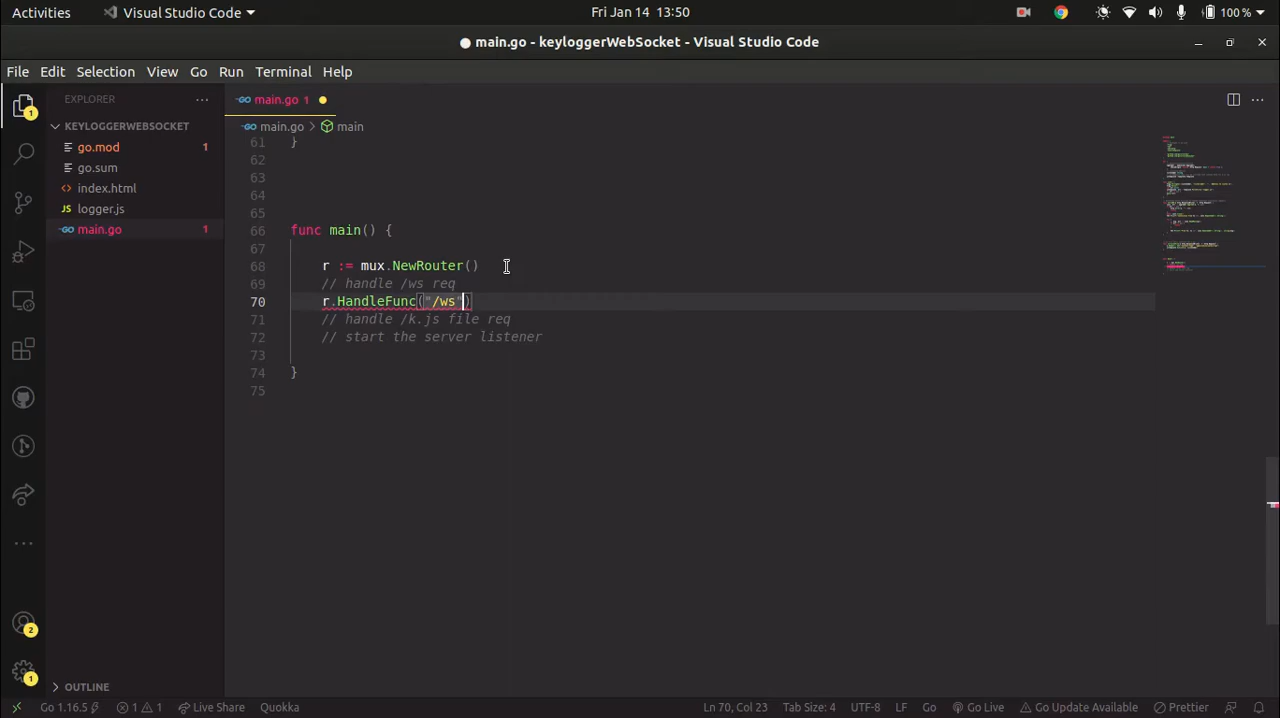 Activities
Visual Studio Code
Fri Jan 14 13:50
100 %
main.go - keyloggerWebSocket - Visual Studio Code
File Edit Selection View Go Run Terminal Help
EXPLORER
main.go 1
KEYLOGGERWEBSOCKET
main.go > main
go.mod 1
go.sum
index.html
logger.js
main.go 1
61 }
62
63
64
65
66 func main() {
67
68 r := mux.NewRouter()
69 // handle /ws req
70 r.HandleFunc("/ws")
71 // handle /k.js file req
72 // start the server listener
73
74 }
75
1
2
1
OUTLINE
Go 1.16.5
1 1
Live Share
Quokka
Ln 70, Col 23
Tab Size: 4
UTF-8
LF
Go
Go Live
Go Update Available
Prettier